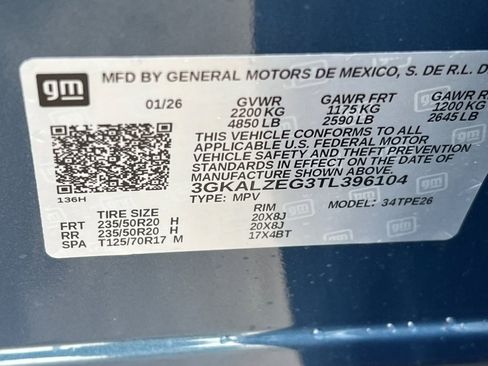 gm
MFD BY GENERAL MOTORS DE MEXICO, S. DE R.L. D
01/26 GVWR GAWR FRT GAWR R
2200 KG 1175 KG 1200 KG
4850 LB 2590 LB 2645 LB
THIS VEHICLE CONFORMS TO ALL
APPLICABLE U.S. FEDERAL MOTOR
VEHICLE SAFETY AND THEFT PREVENTION
STANDARDS IN EFFECT ON THE DATE OF
MANUFACTURE SHOWN ABOVE.
3GKALZEG3TL396104
136H TYPE: MPV MODEL: 34TPE26
TIRE SIZE RIM
FRT 235/50R20 H 20X8J
RR 235/50R20 H 20X8J
SPA T125/70R17 M 17X4BT